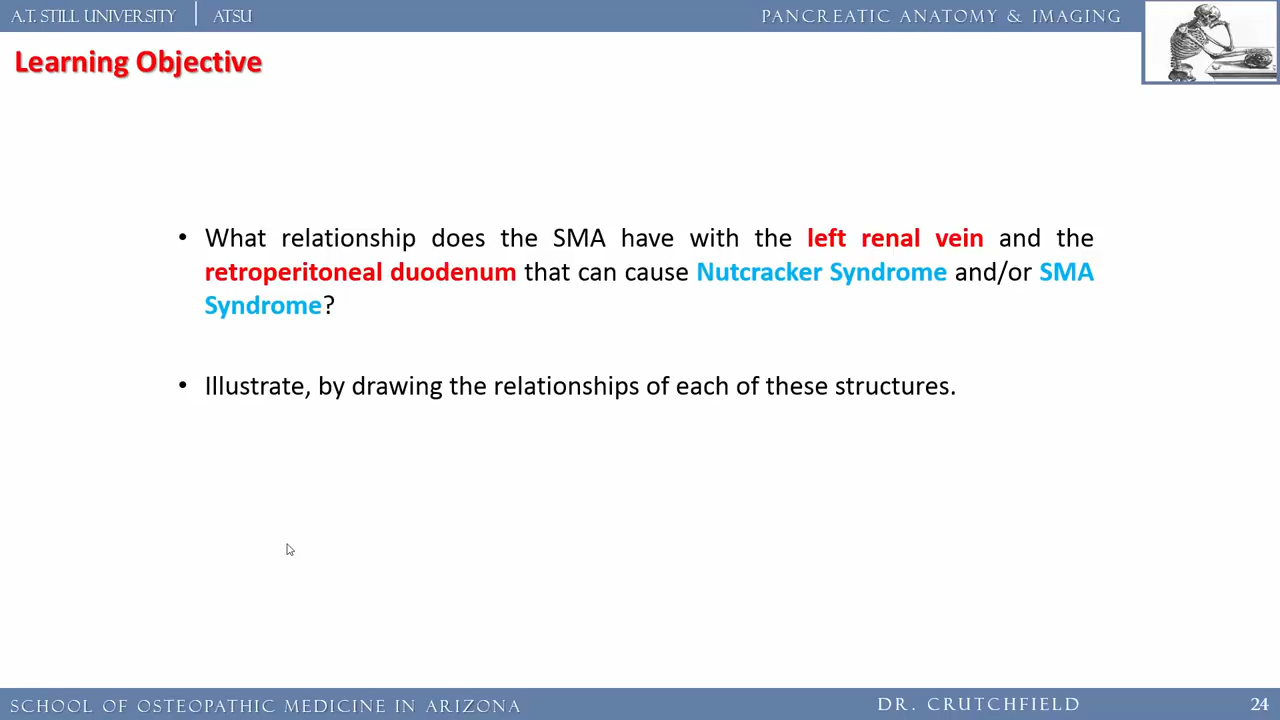 A.T. STILL UNIVERSITY | ATSU
PANCREATIC ANATOMY & IMAGING
Learning Objective
• What relationship does the SMA have with the left renal vein and the
retroperitoneal duodenum that can cause Nutcracker Syndrome and/or SMA
Syndrome?
• Illustrate, by drawing the relationships of each of these structures.
SCHOOL OF OSTEOPATHIC MEDICINE IN ARIZONA
DR. CRUTCHFIELD
24